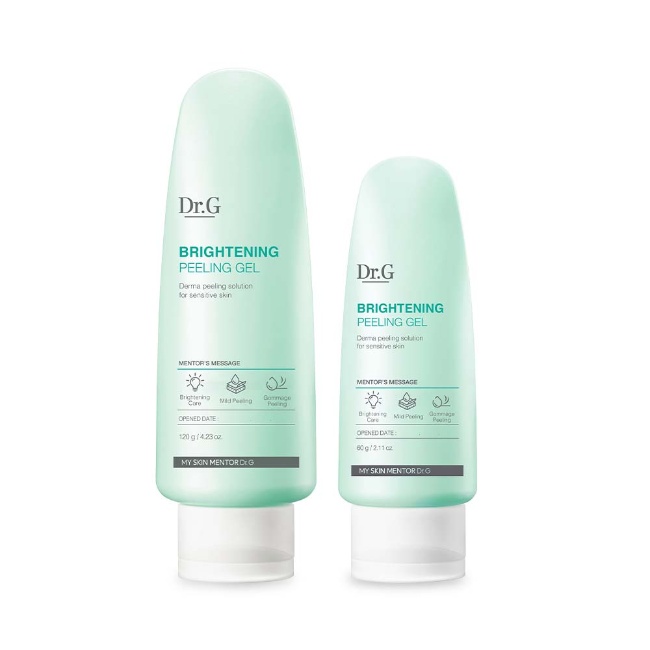 Dr.G
BRIGHTENING
PEELING GEL
Derma peeling solution
for sensitive skin
MENTOR'S MESSAGE
Brightening Care
Mild Peeling
Gommage Peeling
OPENED DATE :
120 g / 4.23 oz.
MY SKIN MENTOR Dr.G
Dr.G
BRIGHTENING
PEELING GEL
Derma peeling solution
for sensitive skin
MENTOR'S MESSAGE
Brightening Care
Mild Peeling
Gommage Peeling
OPENED DATE :
60 g / 2.11 oz.
MY SKIN MENTOR Dr.G